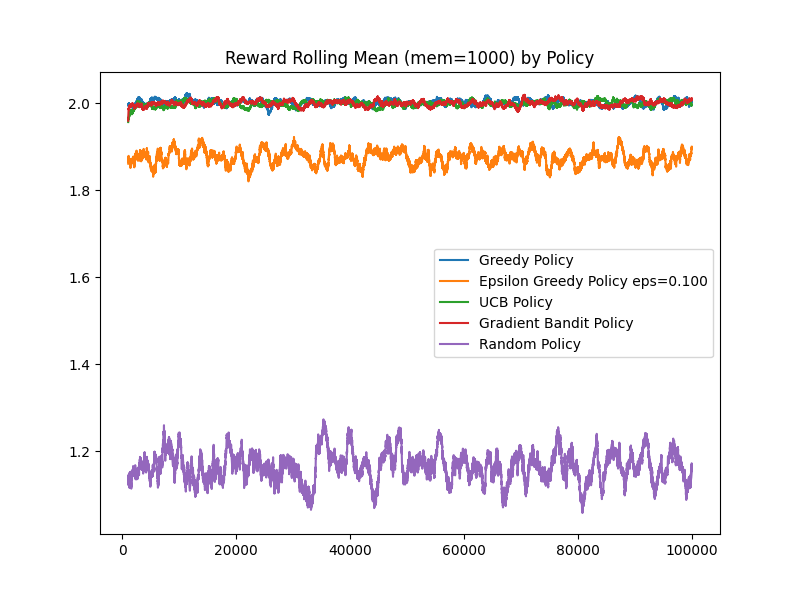 Reward Rolling Mean (mem=1000) by Policy
2.0
1.8
1.6
1.4
1.2
Greedy Policy
Epsilon Greedy Policy eps=0.100
UCB Policy
Gradient Bandit Policy
Random Policy
0 20000 40000 60000 80000 100000